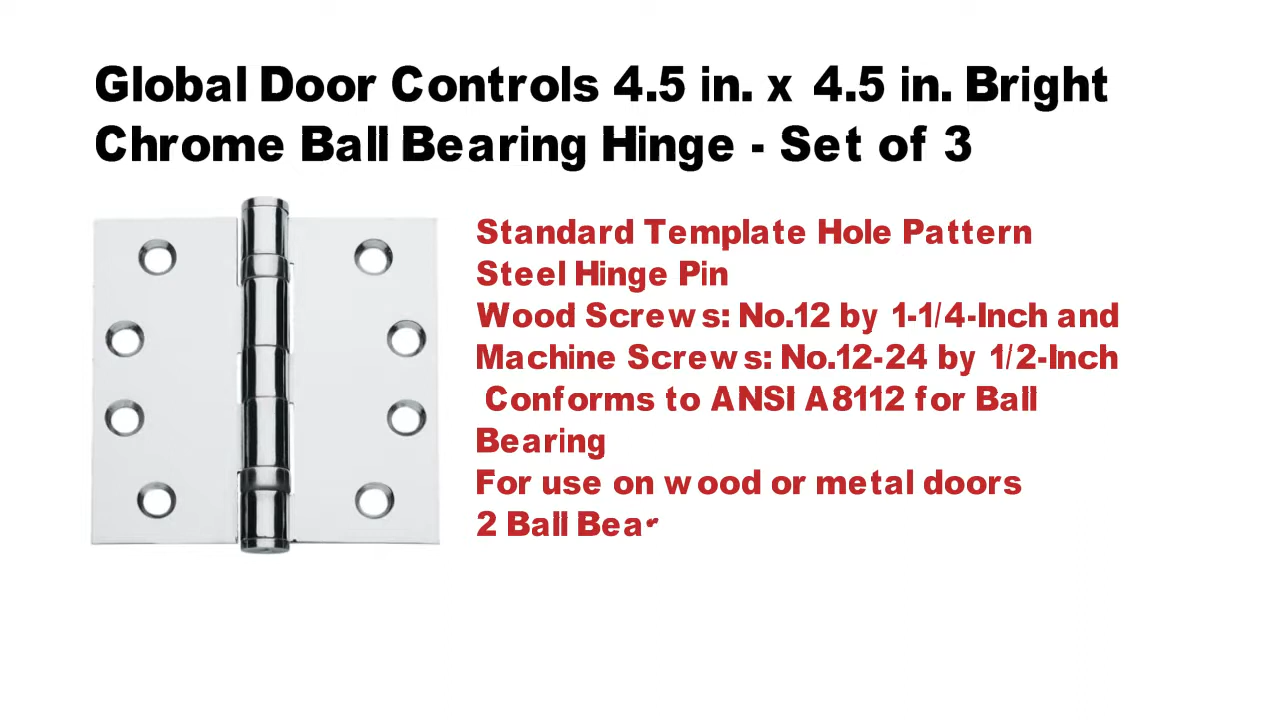 Global Door Controls 4.5 in. x 4.5 in. Bright
Chrome Ball Bearing Hinge - Set of 3
Standard Template Hole Pattern
Steel Hinge Pin
Wood Screws: No.12 by 1-1/4-Inch and
Machine Screws: No.12-24 by 1/2-Inch
Conforms to ANSI A8112 for Ball
Bearing
For use on wood or metal doors
2 Ball Bear